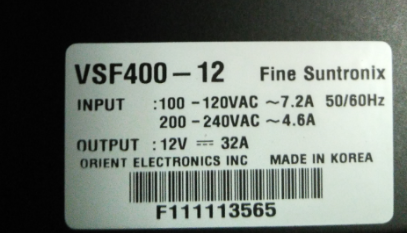 VSF400-12 Fine Suntronix
INPUT :100-120VAC ~7.2A 50/60Hz
200-240VAC ~4.6A
OUTPUT : 12V ⎓ 32A
ORIENT ELECTRONICS INC MADE IN KOREA
F111113565